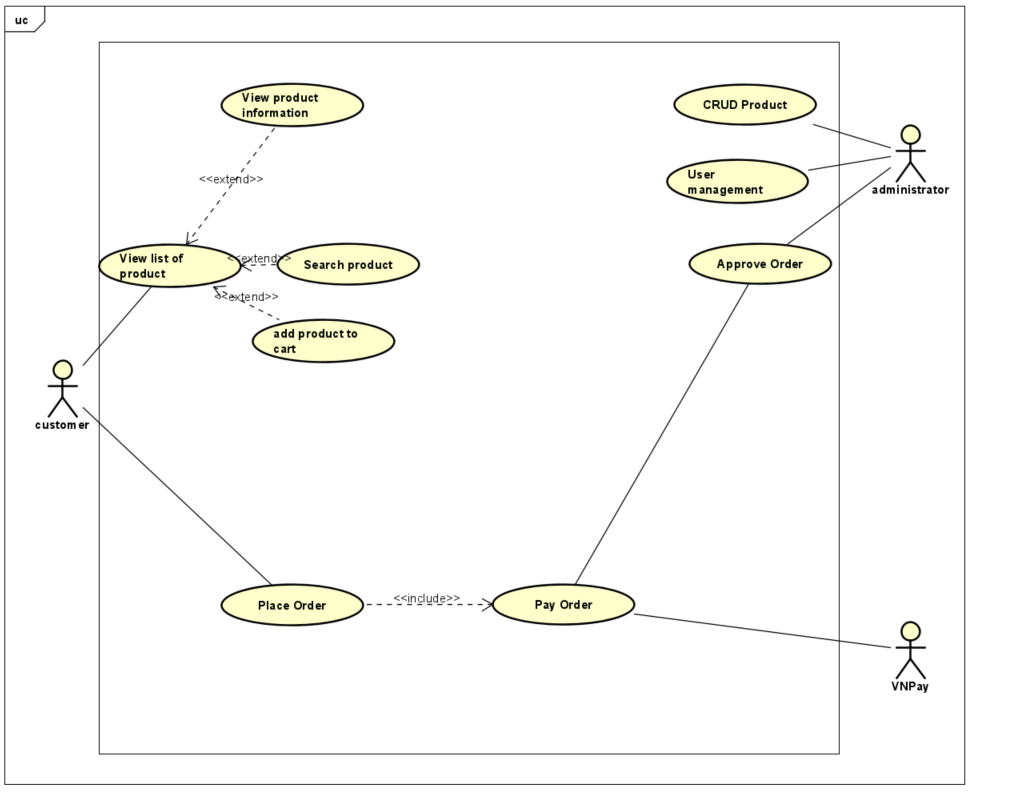 uc
View product
information
CRUD Product
<<extend>>
User
management
administrator
View list of
product
<<extend>>
Search product
Approve Order
<<extend>>
add product to
cart
customer
Place Order
<<include>>
Pay Order
VNPay